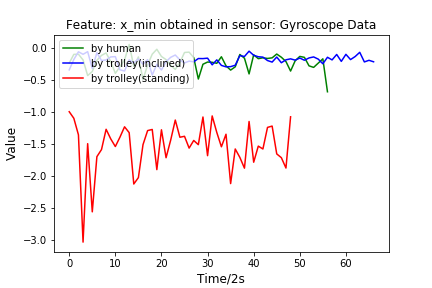 Feature: x_min obtained in sensor: Gyroscope Data
by human
by trolley(inclined)
by trolley(standing)
0.0
−0.5
−1.0
−1.5
−2.0
−2.5
−3.0
Value
0 10 20 30 40 50 60
Time/2s